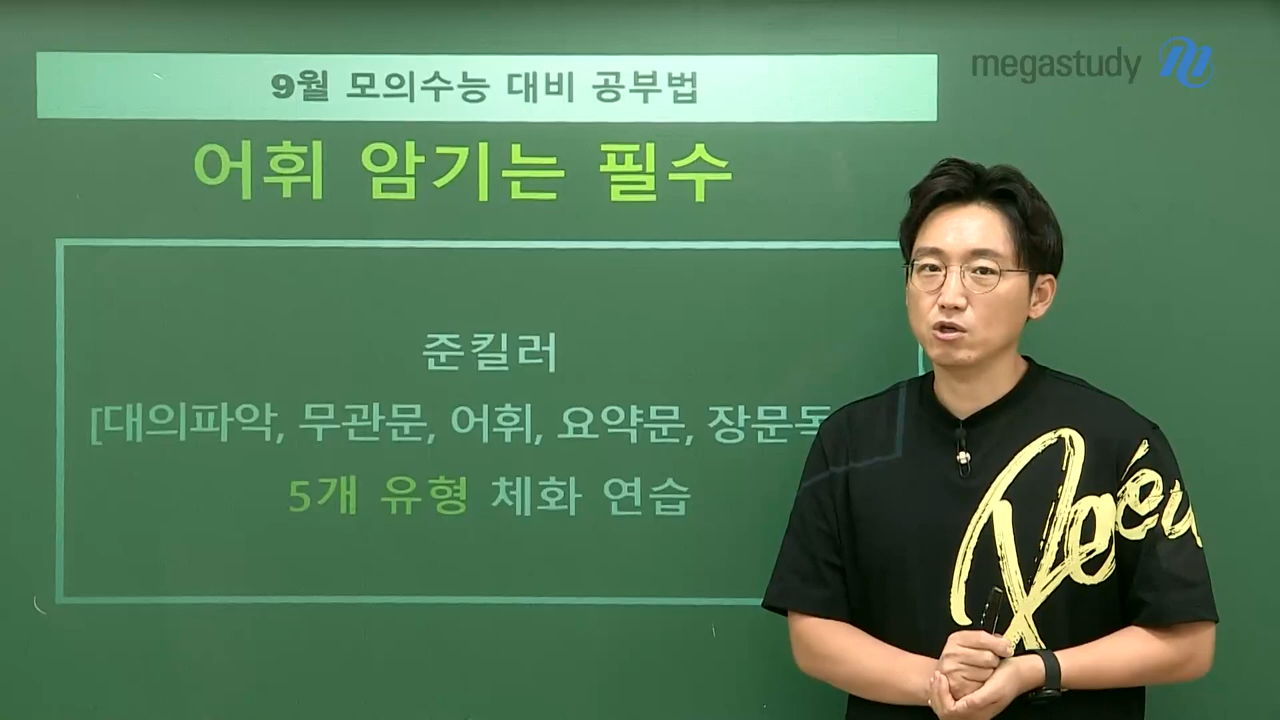 9월 모의수능 대비 공부법
megastudy
어휘 암기는 필수
준킬러
[대의파악, 무관문, 어휘, 요약문, 장문독
5개 유형 체화 연습